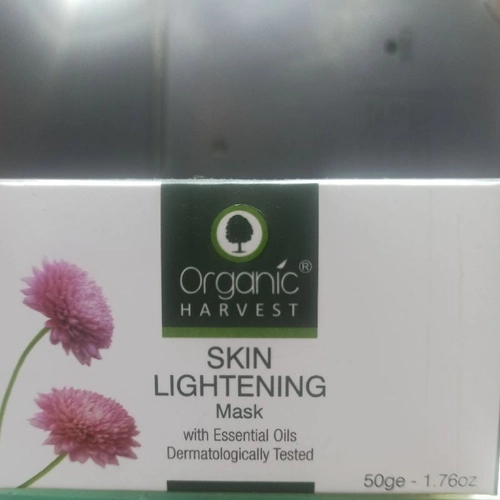 Organic®
HARVEST
SKIN
LIGHTENING
Mask
with Essential Oils
Dermatologically Tested
50ge - 1.76oz